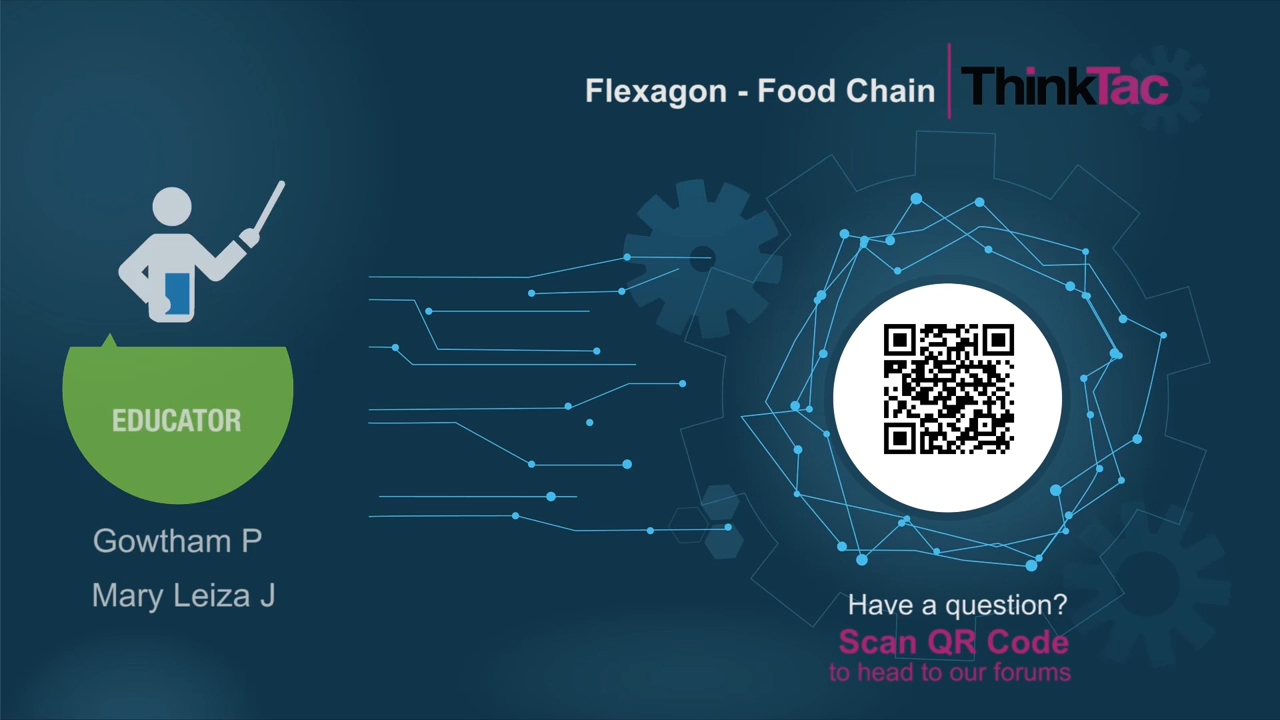 Flexagon - Food Chain
ThinkTac
EDUCATOR
Gowtham P
Mary Leiza J
Have a question?
Scan QR Code
to head to our forums